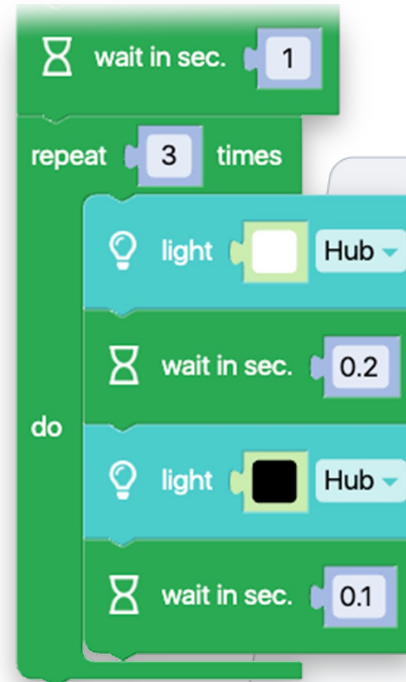 wait in sec. 1
repeat 3 times
light Hub
wait in sec. 0.2
do
light Hub
wait in sec. 0.1